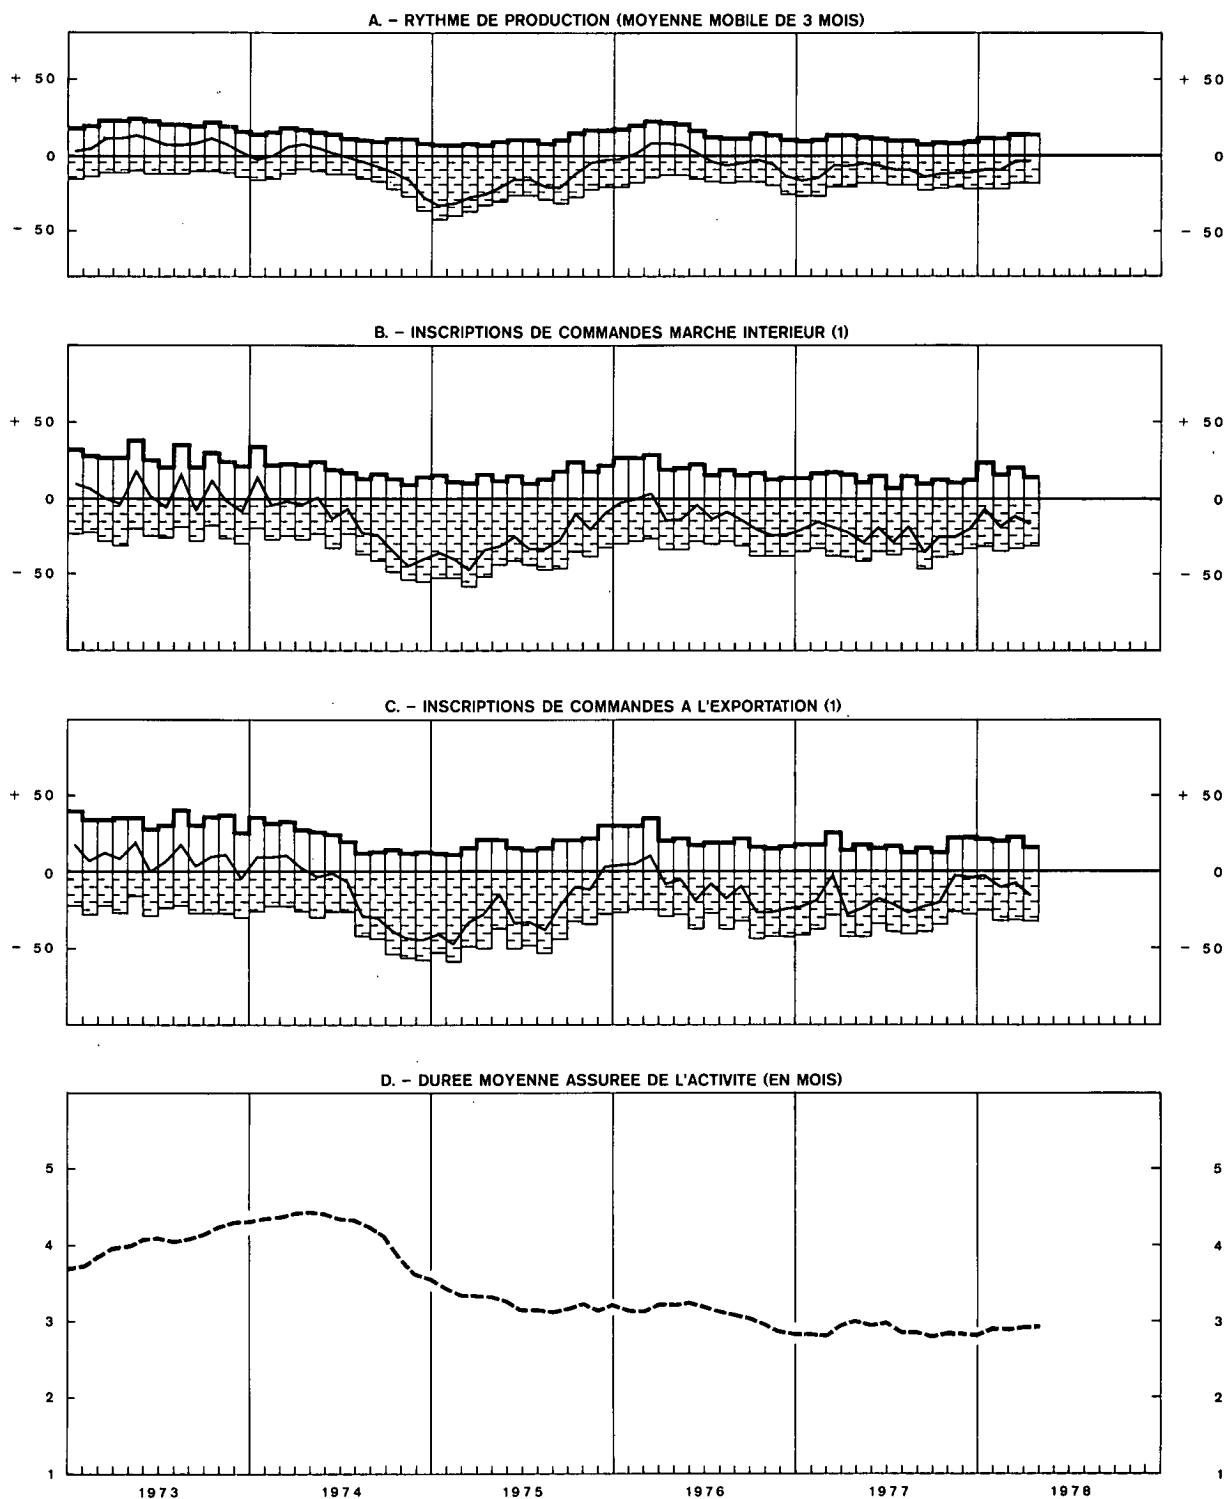 A. – RYTHME DE PRODUCTION (MOYENNE MOBILE DE 3 MOIS)
+ 50 + 50
0 0
– 50 – 50
B. – INSCRIPTIONS DE COMMANDES MARCHE INTERIEUR (1)
+ 50 + 50
0 0
– 50 – 50
C. – INSCRIPTIONS DE COMMANDES A L'EXPORTATION (1)
+ 50 + 50
0 0
– 50 – 50
D. – DUREE MOYENNE ASSUREE DE L'ACTIVITE (EN MOIS)
5 5
4 4
3 3
2 2
1 1
1973 1974 1975 1976 1977 1978